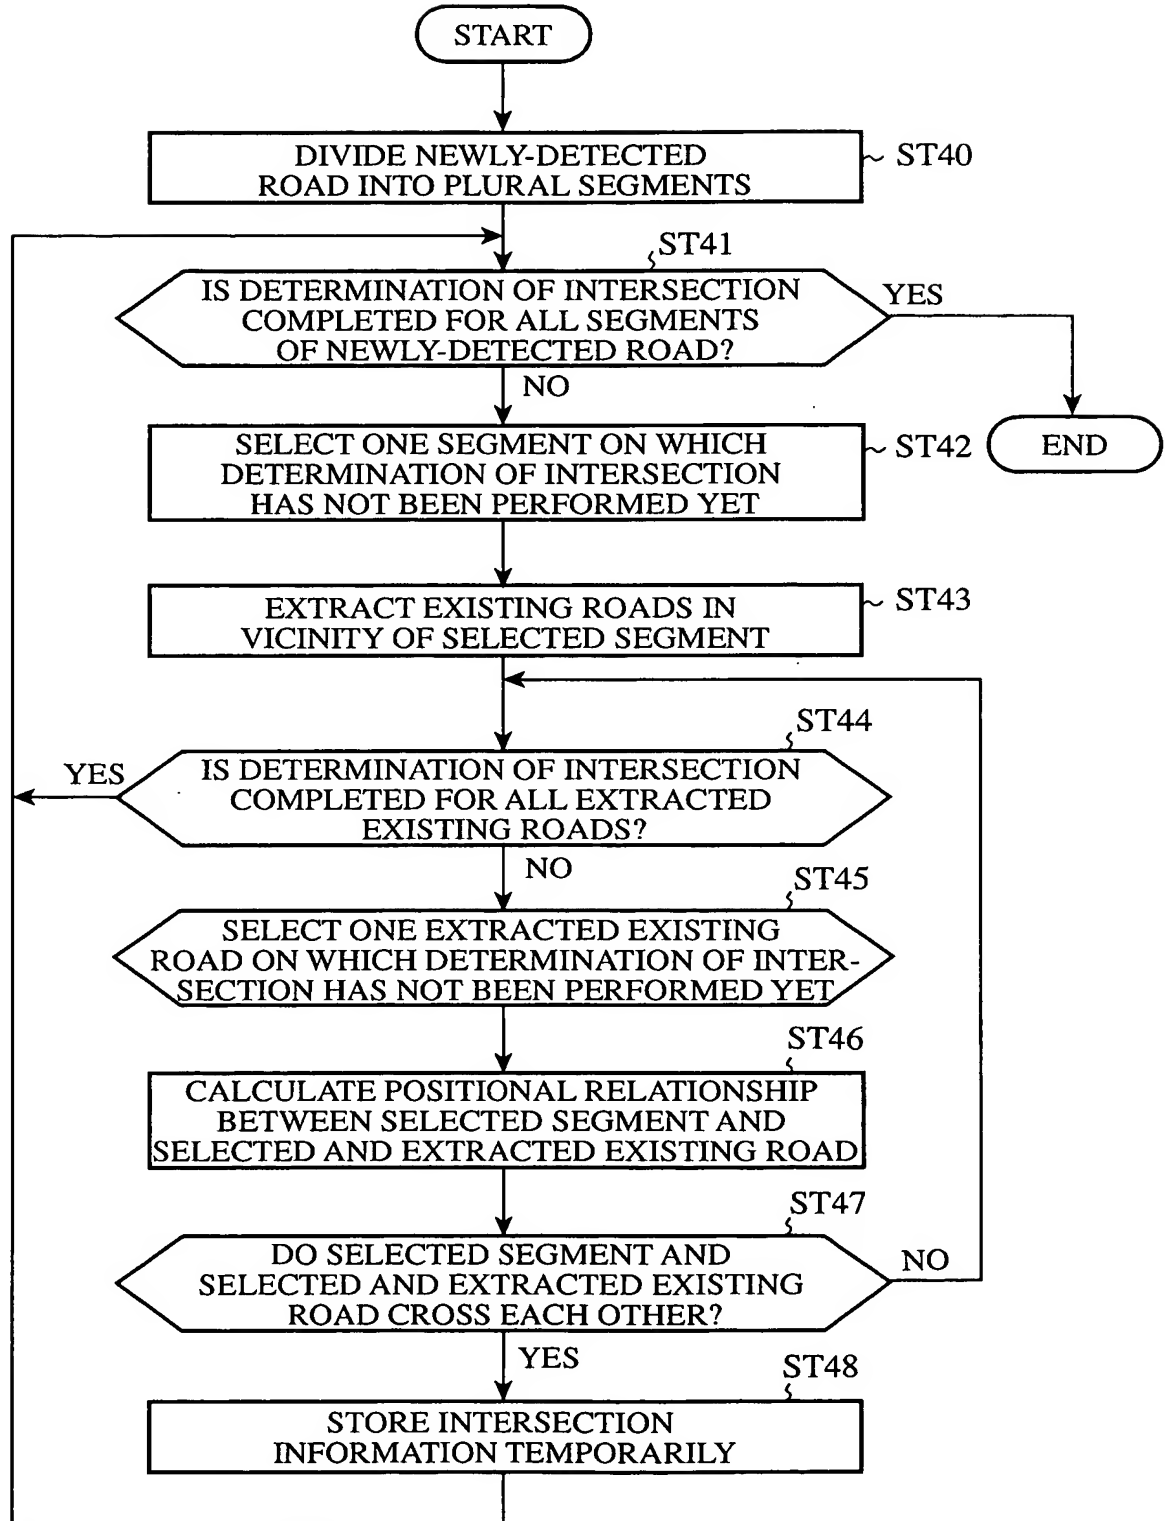 START
DIVIDE NEWLY-DETECTED
ROAD INTO PLURAL SEGMENTS
ST40
ST41
IS DETERMINATION OF INTERSECTION
COMPLETED FOR ALL SEGMENTS
OF NEWLY-DETECTED ROAD?
YES
NO
END
SELECT ONE SEGMENT ON WHICH
DETERMINATION OF INTERSECTION
HAS NOT BEEN PERFORMED YET
ST42
EXTRACT EXISTING ROADS IN
VICINITY OF SELECTED SEGMENT
ST43
ST44
IS DETERMINATION OF INTERSECTION
COMPLETED FOR ALL EXTRACTED
EXISTING ROADS?
YES
NO
ST45
SELECT ONE EXTRACTED EXISTING
ROAD ON WHICH DETERMINATION OF INTER-
SECTION HAS NOT BEEN PERFORMED YET
ST46
CALCULATE POSITIONAL RELATIONSHIP
BETWEEN SELECTED SEGMENT AND
SELECTED AND EXTRACTED EXISTING ROAD
ST47
DO SELECTED SEGMENT AND
SELECTED AND EXTRACTED EXISTING
ROAD CROSS EACH OTHER?
NO
YES
ST48
STORE INTERSECTION
INFORMATION TEMPORARILY